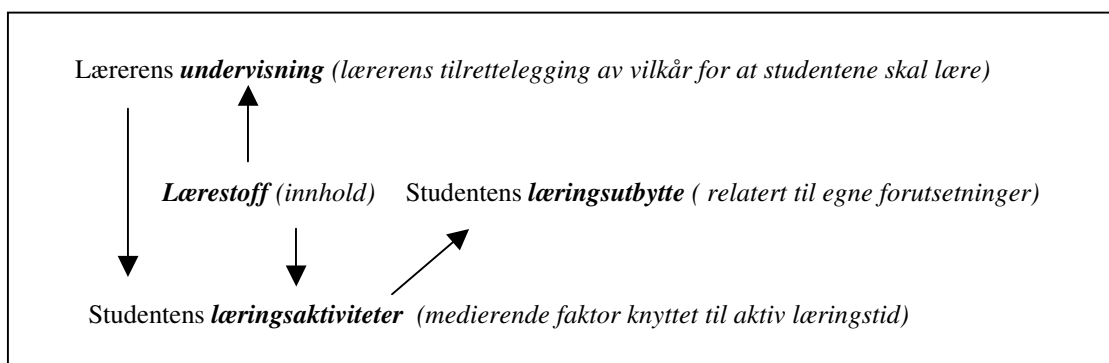 Lærerens undervisning (lærerens tilrettelegging av vilkår for at studentene skal lære)
Lærestoff (innhold) Studentens læringsutbytte ( relatert til egne forutsetninger)
Studentens læringsaktiviteter (medierende faktor knyttet til aktiv læringstid)